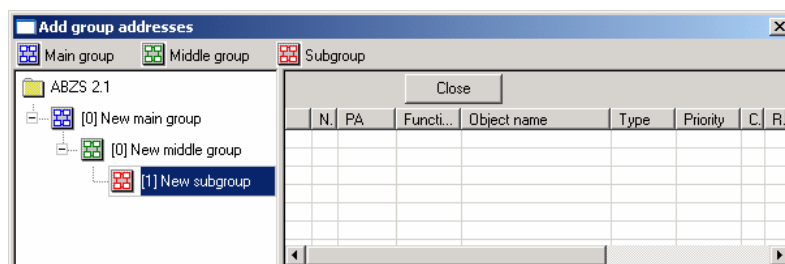 Add group addresses
Main group Middle group Subgroup
ABZS 2.1
Close
N. PA Functi... Object name Type Priority C. R.
[0] New main group
[0] New middle group
[1] New subgroup